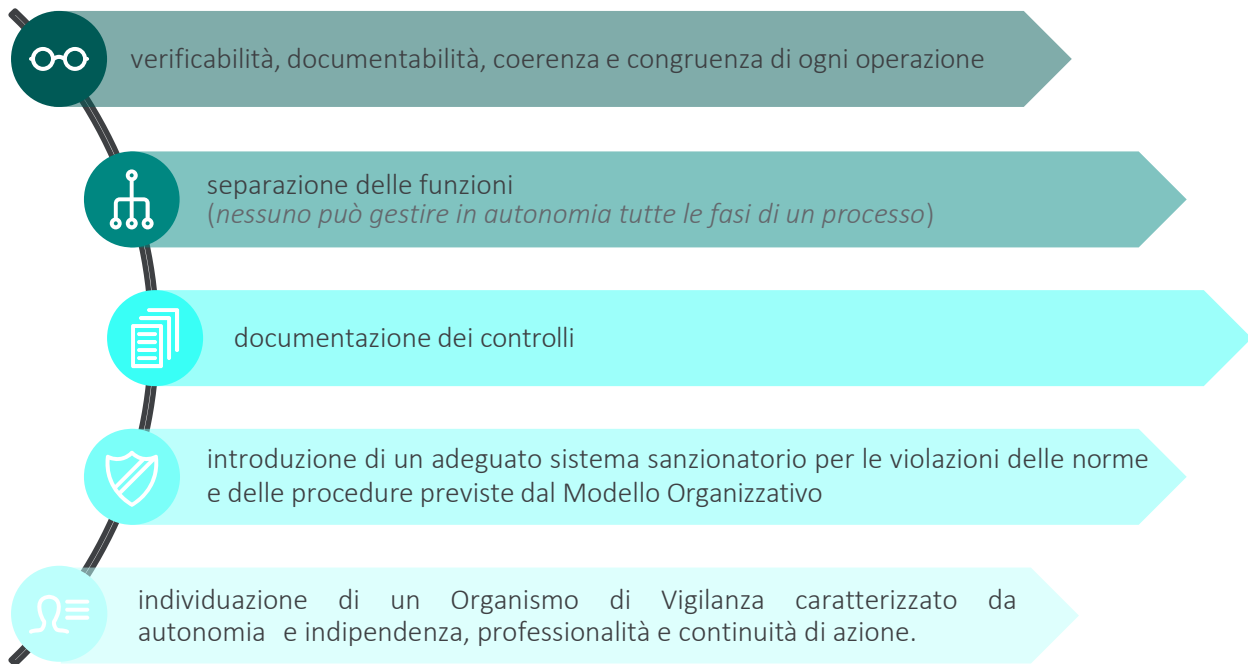 verificabilità, documentabilità, coerenza e congruenza di ogni operazione
separazione delle funzioni
(nessuno può gestire in autonomia tutte le fasi di un processo)
documentazione dei controlli
introduzione di un adeguato sistema sanzionatorio per le violazioni delle norme
e delle procedure previste dal Modello Organizzativo
individuazione di un Organismo di Vigilanza caratterizzato da
autonomia e indipendenza, professionalità e continuità di azione.